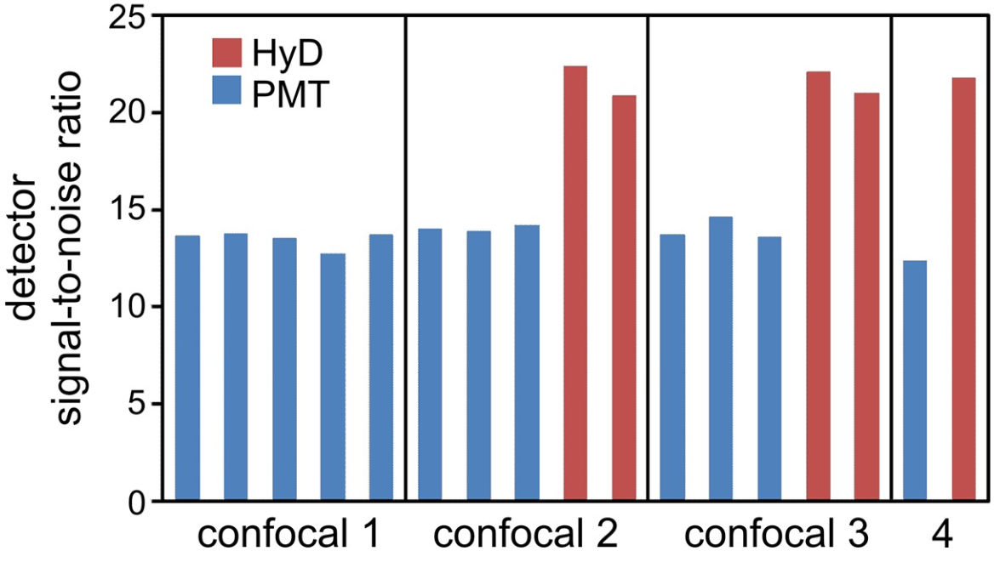 25
20
15
10
5
0
detector
signal-to-noise ratio
HyD
PMT
confocal 1
confocal 2
confocal 3
4